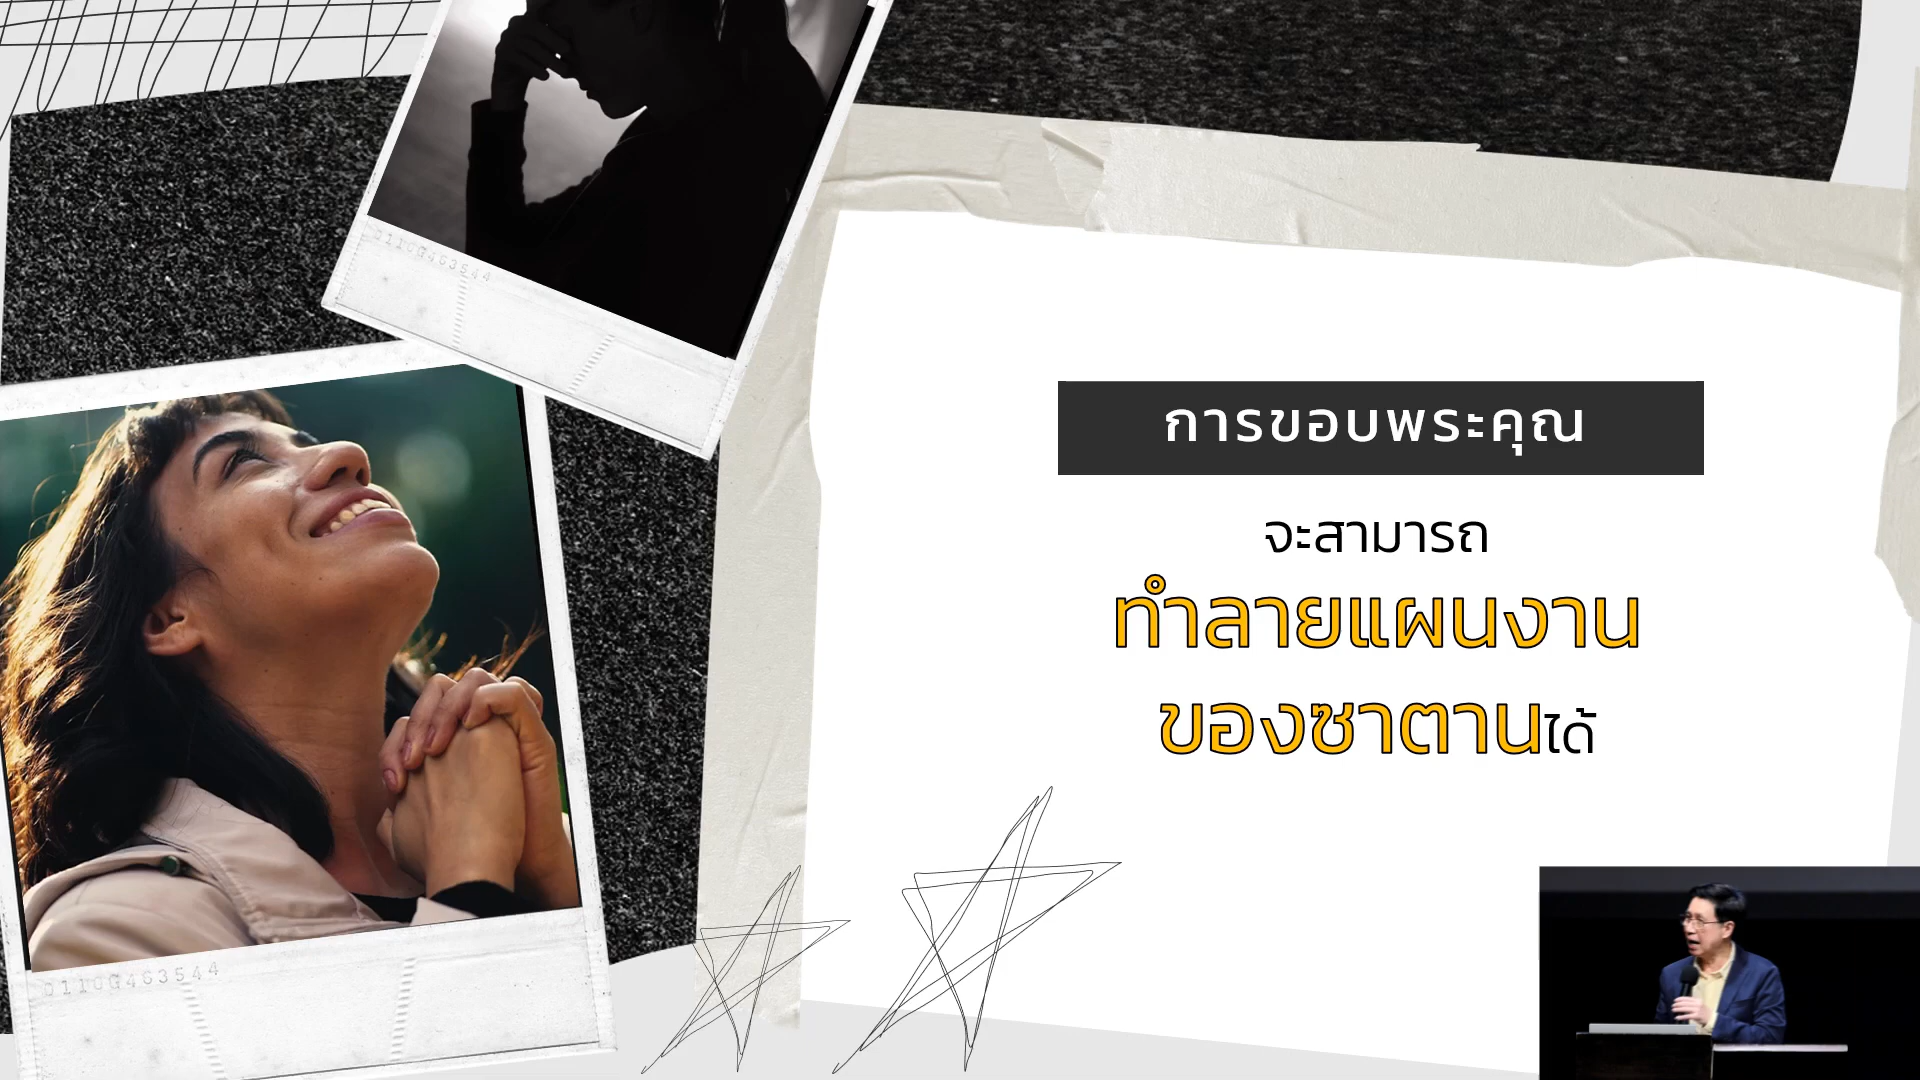 0110G463544
การขอบพระคุณ
จะสามารถ
ทำลายแผนงาน
ของซาตานได้
0110G463544